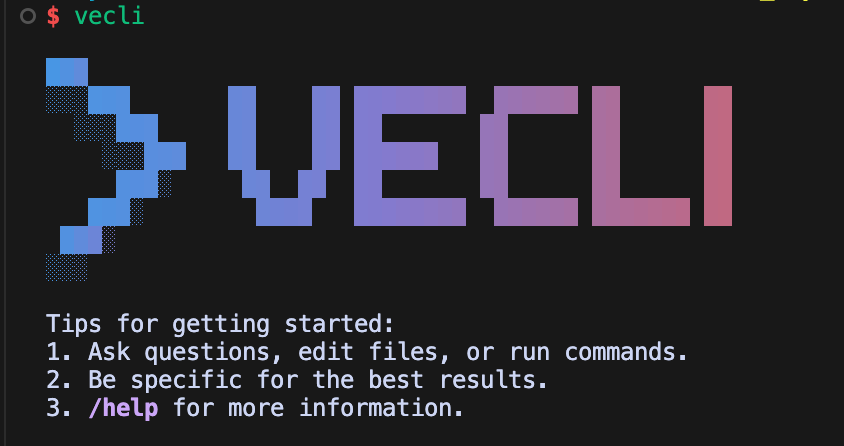 $ vecli
VECLI
Tips for getting started:
1. Ask questions, edit files, or run commands.
2. Be specific for the best results.
3. /help for more information.